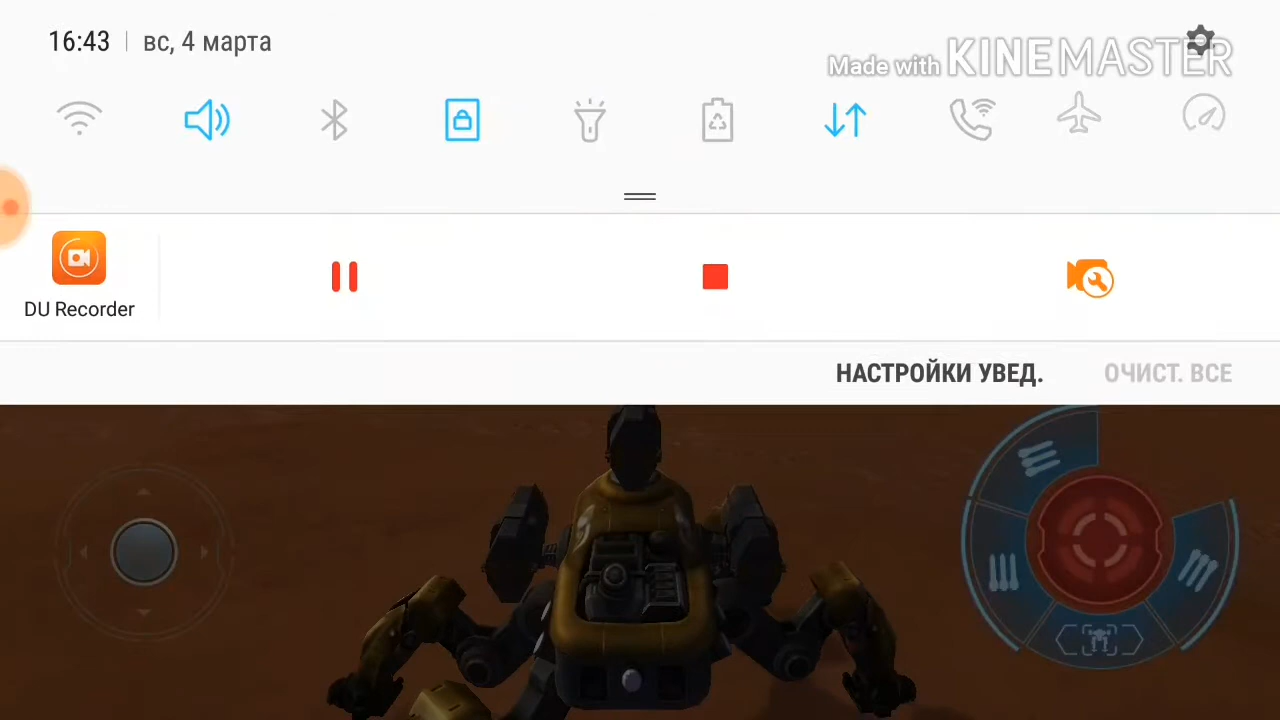 16:43 | вс, 4 марта
Made with KINEMASTER
DU Recorder
НАСТРОЙКИ УВЕД.
ОЧИСТ. ВСЕ